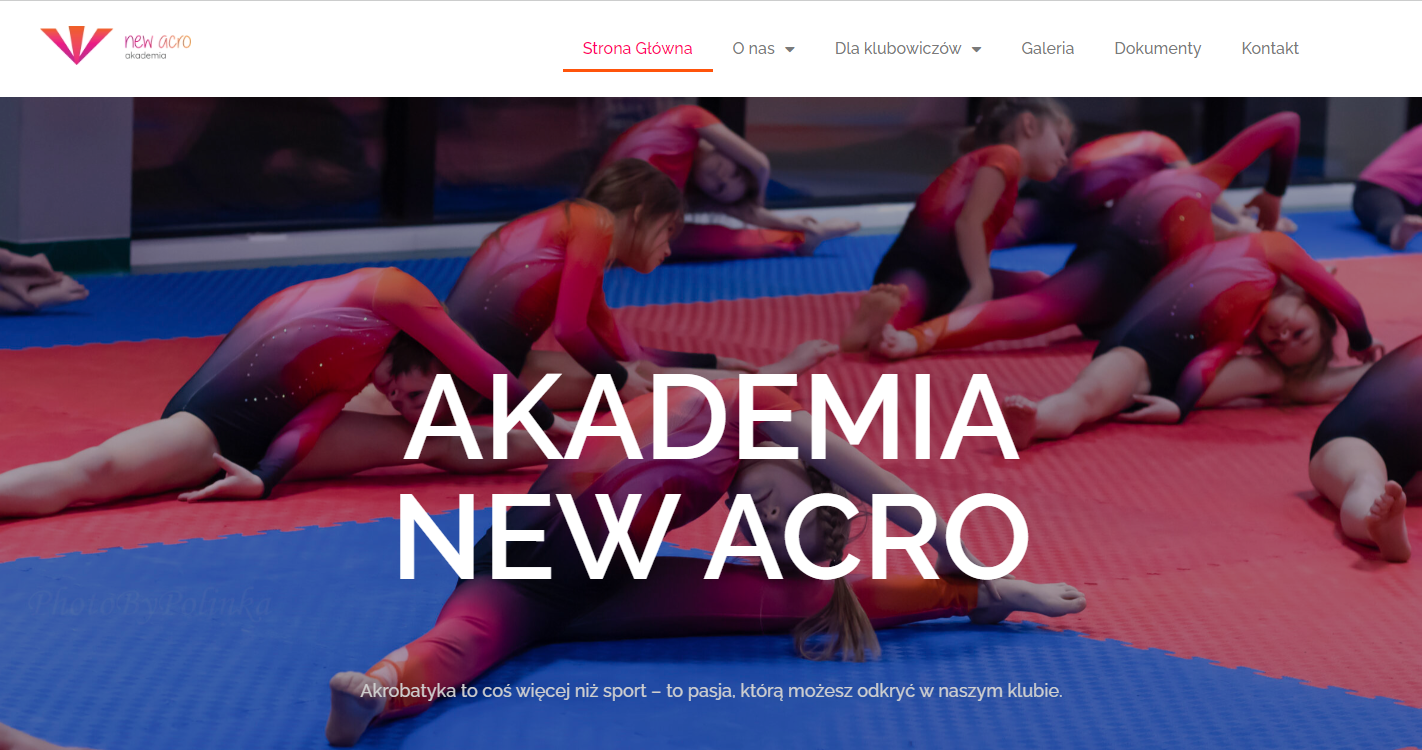 new acro
akademia
Strona Główna
O nas
Dla klubowiczów
Galeria
Dokumenty
Kontakt
AKADEMIA
NEW ACRO
PhotoByPolinka
Akrobatyka to coś więcej niż sport – to pasja, którą możesz odkryć w naszym klubie.